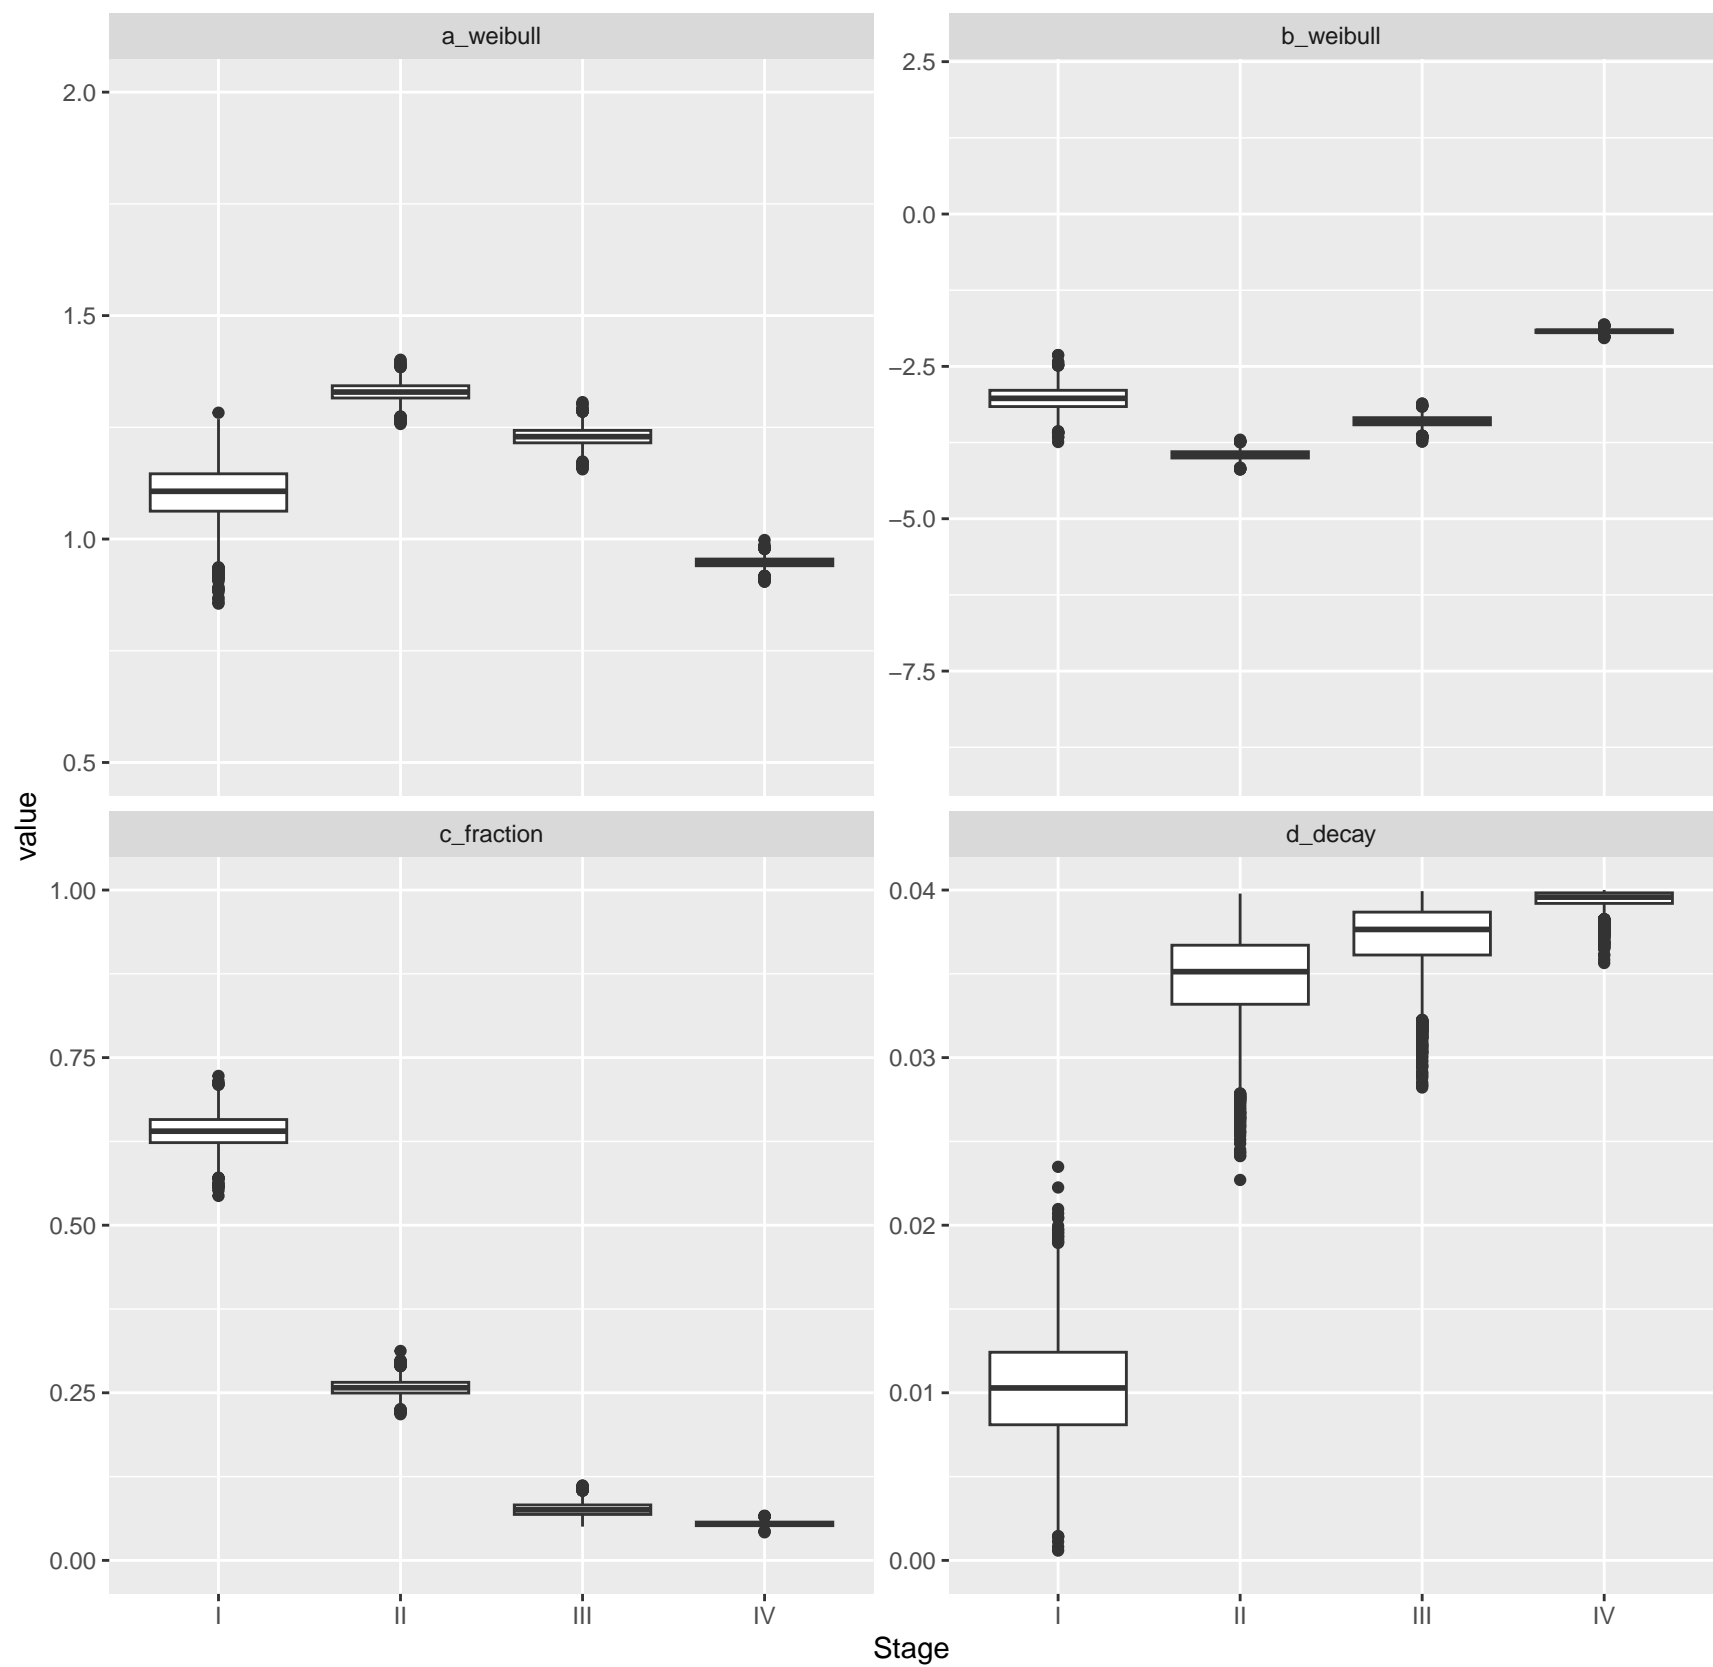 a_weibull
b_weibull
2.0
1.5
1.0
0.5
2.5
0.0
−2.5
−5.0
−7.5
value
c_fraction
d_decay
1.00
0.75
0.50
0.25
0.00
0.04
0.03
0.02
0.01
0.00
I II III IV
I II III IV
Stage